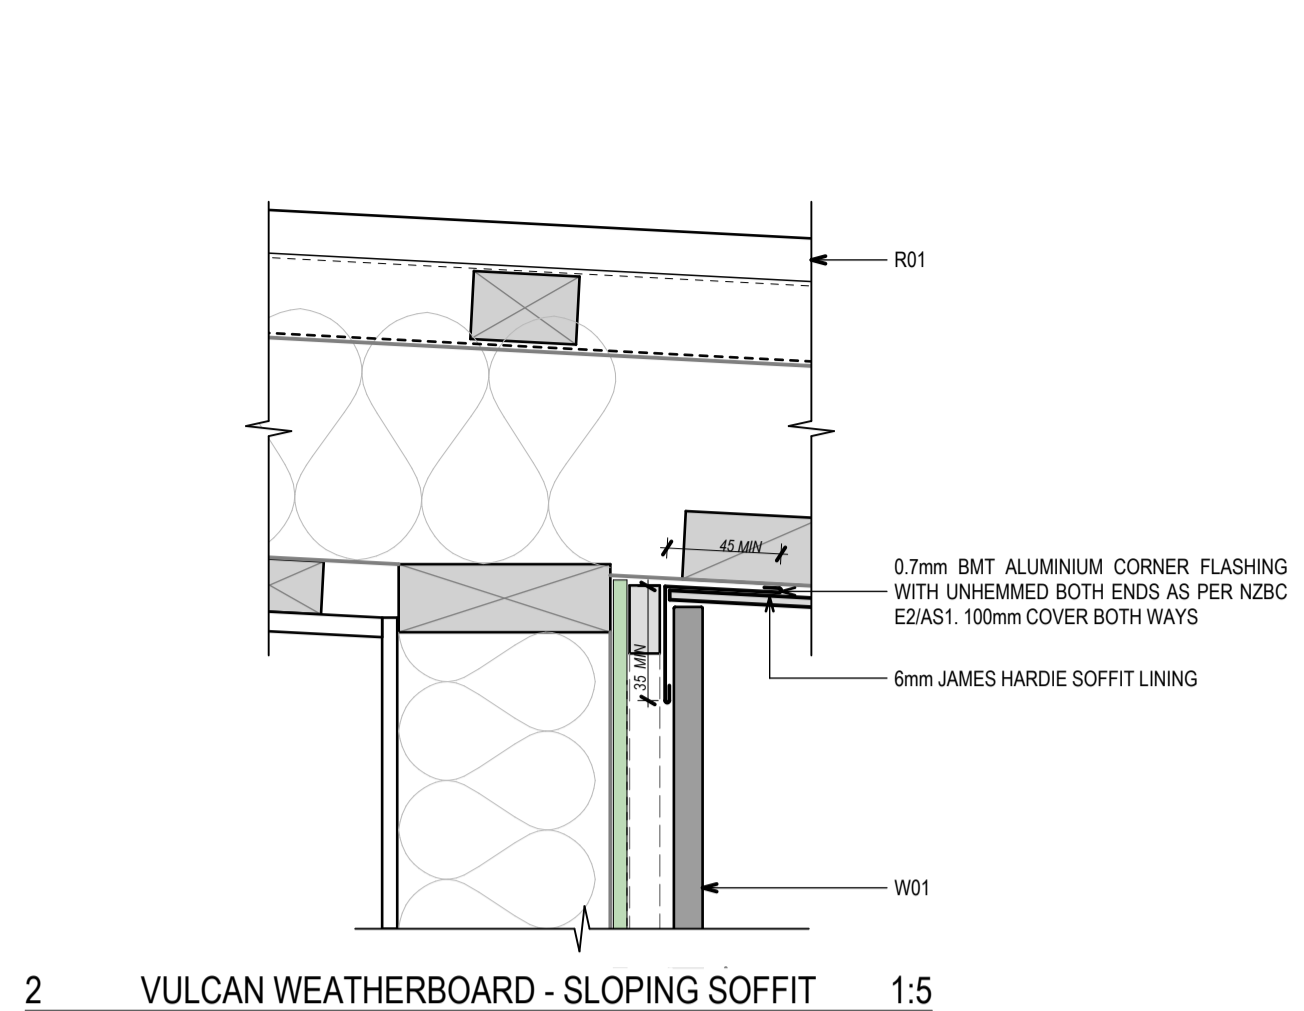 R01
45 MIN
0.7mm BMT ALUMINIUM CORNER FLASHING
WITH UNHEMMED BOTH ENDS AS PER NZBC
E2/AS1. 100mm COVER BOTH WAYS
35 MIN
6mm JAMES HARDIE SOFFIT LINING
W01
2 VULCAN WEATHERBOARD - SLOPING SOFFIT 1:5